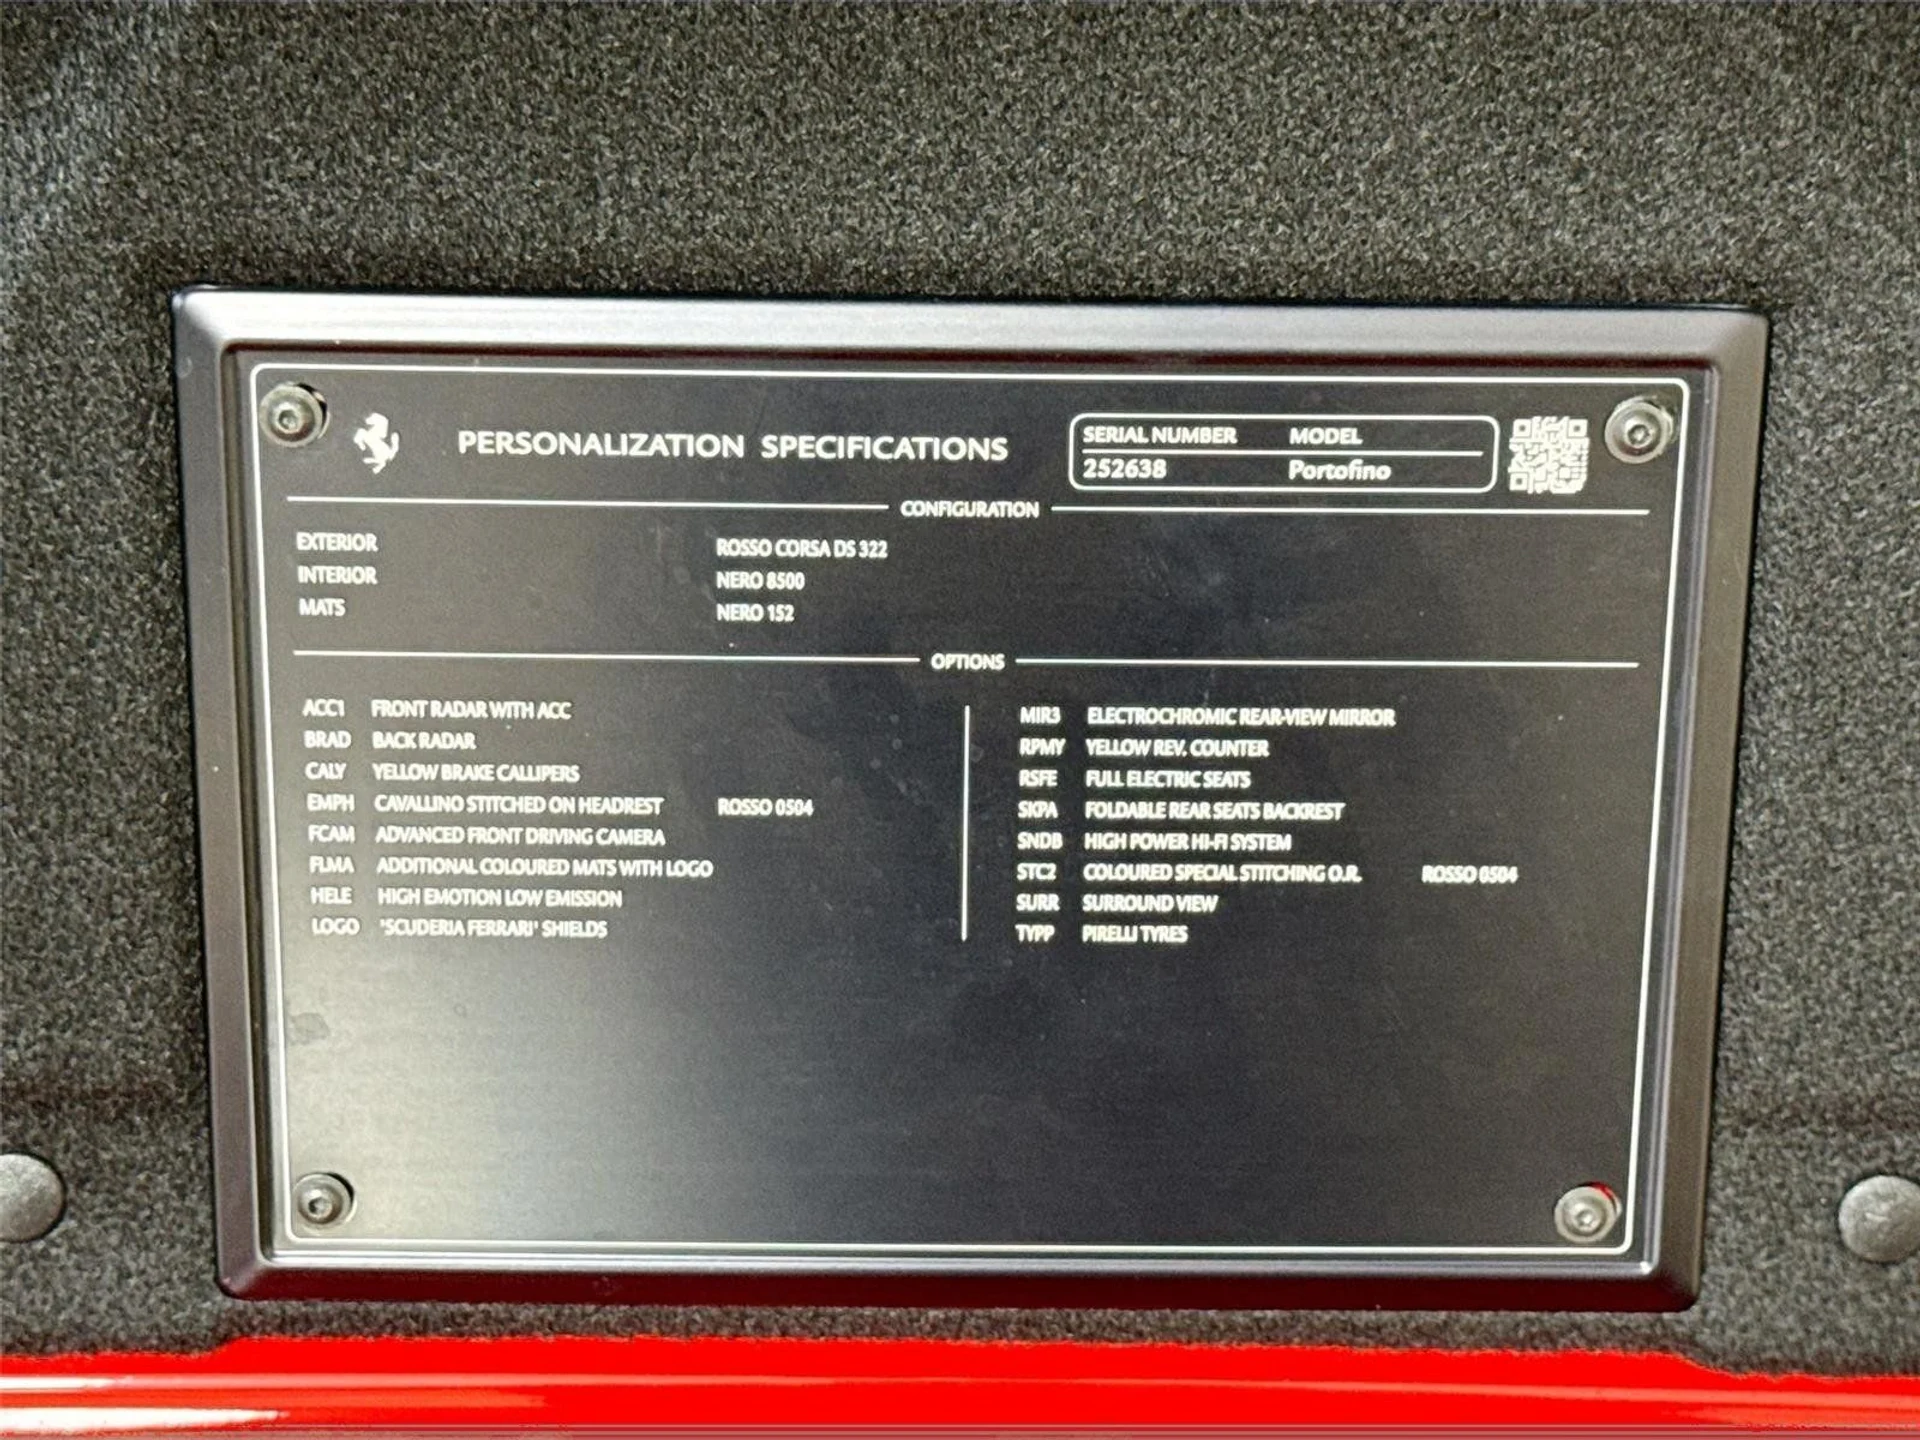 PERSONALIZATION SPECIFICATIONS
SERIAL NUMBER MODEL
252638 Portofino
CONFIGURATION
EXTERIOR ROSSO CORSA DS 322
INTERIOR NERO 8500
MATS NERO 152
OPTIONS
ACC1 FRONT RADAR WITH ACC
BRAD BACK RADAR
CALY YELLOW BRAKE CALLIPERS
EMPH CAVALLINO STITCHED ON HEADREST ROSSO 0504
FCAM ADVANCED FRONT DRIVING CAMERA
FLMA ADDITIONAL COLOURED MATS WITH LOGO
HELE HIGH EMOTION LOW EMISSION
LOGO 'SCUDERIA FERRARI' SHIELDS
MIR3 ELECTROCHROMIC REAR-VIEW MIRROR
RPMY YELLOW REV. COUNTER
RSFE FULL ELECTRIC SEATS
SKPA FOLDABLE REAR SEATS BACKREST
SNDB HIGH POWER HI-FI SYSTEM
STC2 COLOURED SPECIAL STITCHING O.R. ROSSO 0504
SURR SURROUND VIEW
TYPP PIRELLI TYRES